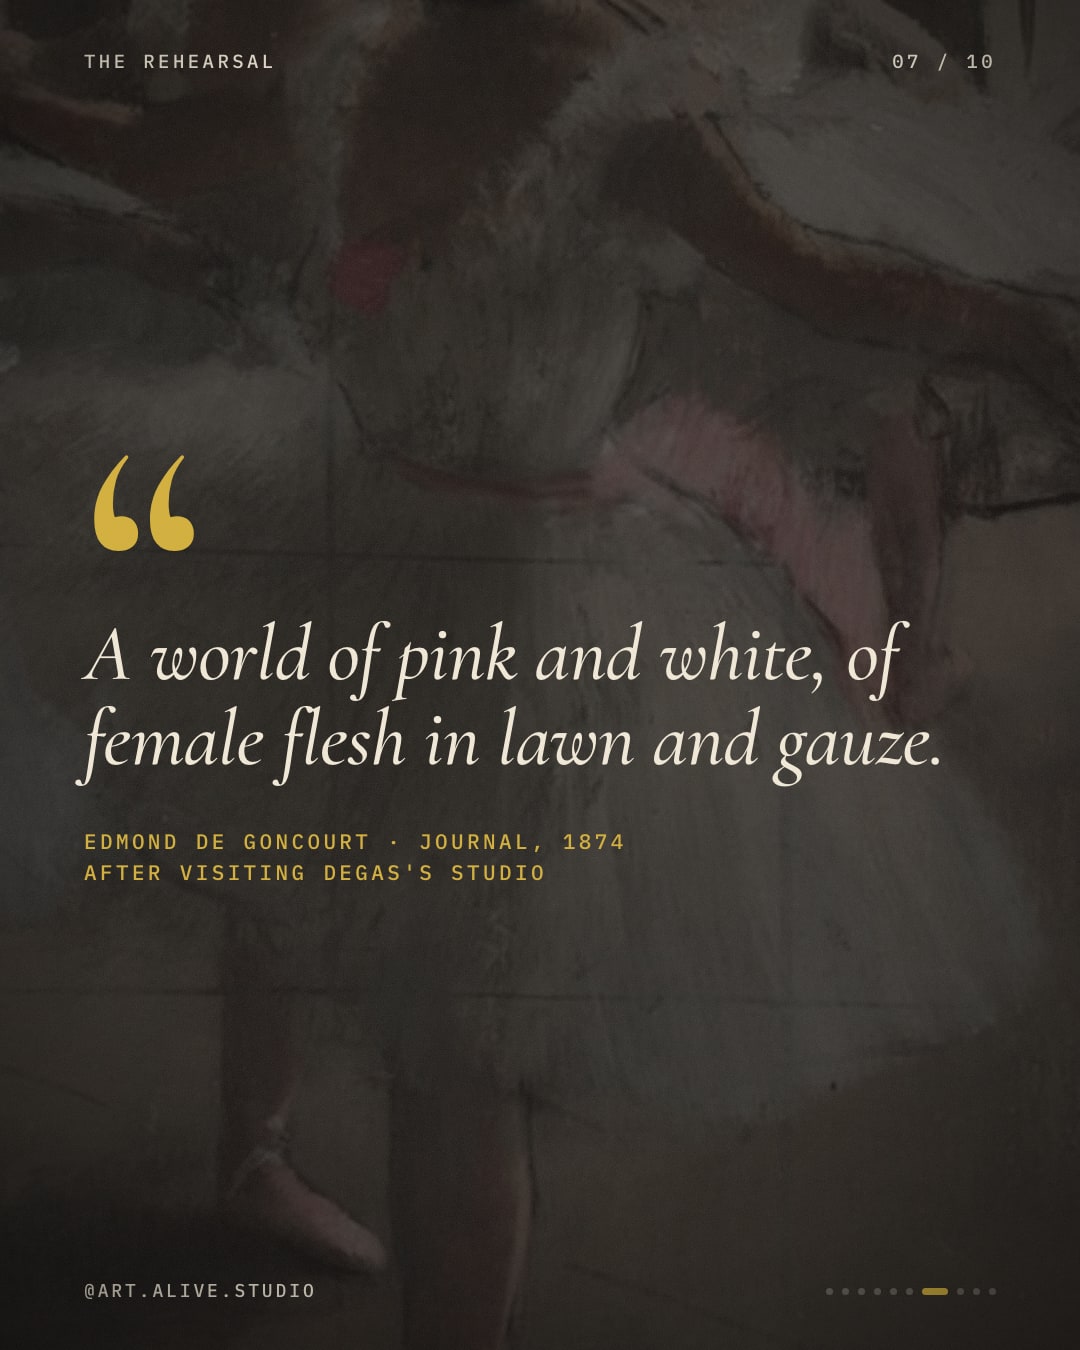 THE REHEARSAL
07 / 10
“
A world of pink and white, of
female flesh in lawn and gauze.
EDMOND DE GONCOURT · JOURNAL, 1874
AFTER VISITING DEGAS'S STUDIO
@ART.ALIVE.STUDIO